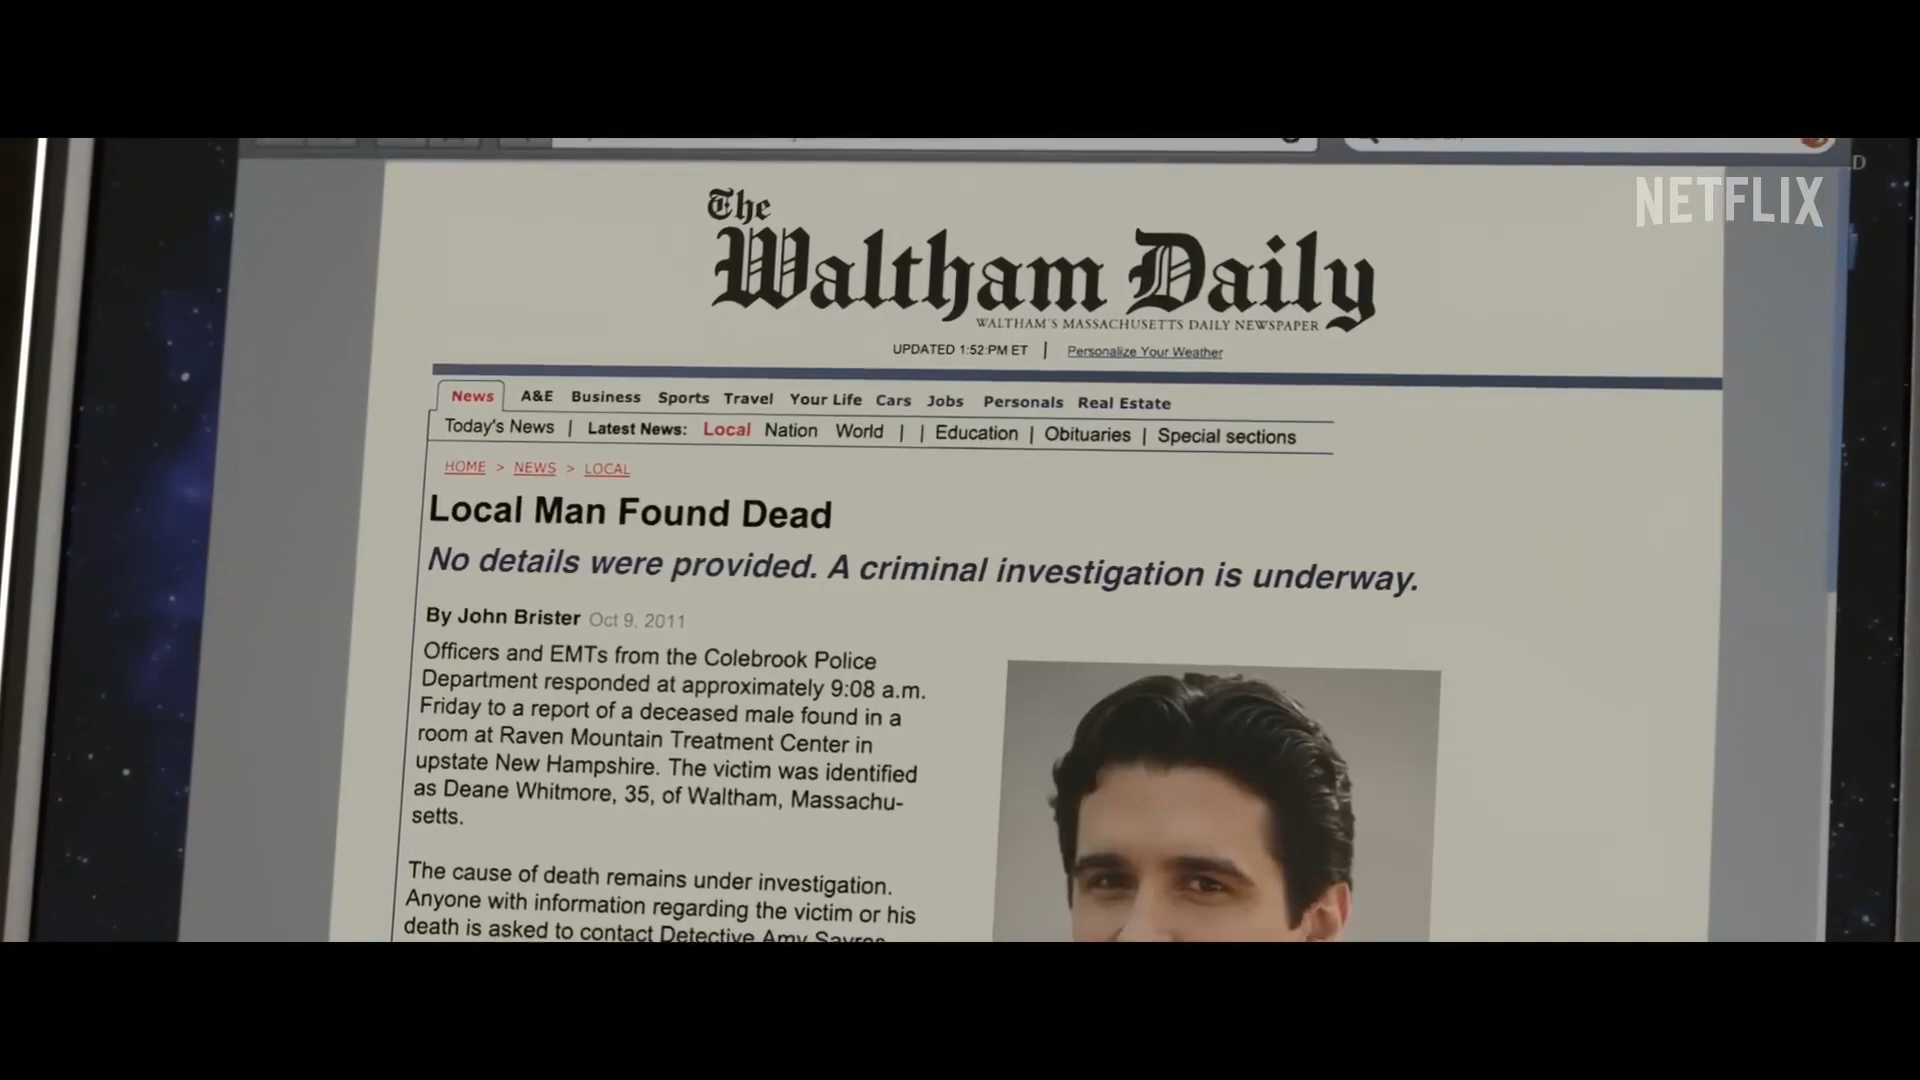 D
NETFLIX
The
Waltham Daily
WALTHAM'S MASSACHUSETTS DAILY NEWSPAPER
UPDATED 1:52 PM ET | Personalize Your Weather
News A&E Business Sports Travel Your Life Cars Jobs Personals Real Estate
Today's News | Latest News: Local Nation World | | Education | Obituaries | Special sections
HOME > NEWS > LOCAL
Local Man Found Dead
No details were provided. A criminal investigation is underway.
By John Brister Oct 9, 2011
Officers and EMTs from the Colebrook Police
Department responded at approximately 9:08 a.m.
Friday to a report of a deceased male found in a
room at Raven Mountain Treatment Center in
upstate New Hampshire. The victim was identified
as Deane Whitmore, 35, of Waltham, Massachu-
setts.
The cause of death remains under investigation.
Anyone with information regarding the victim or his
death is asked to contact Detective Amy